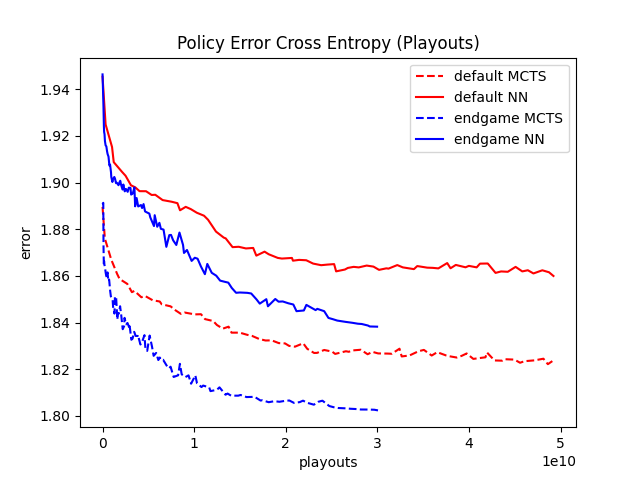 Policy Error Cross Entropy (Playouts)
default MCTS
default NN
endgame MCTS
endgame NN
error
1.94
1.92
1.90
1.88
1.86
1.84
1.82
1.80
0 1 2 3 4 5
1e10
playouts